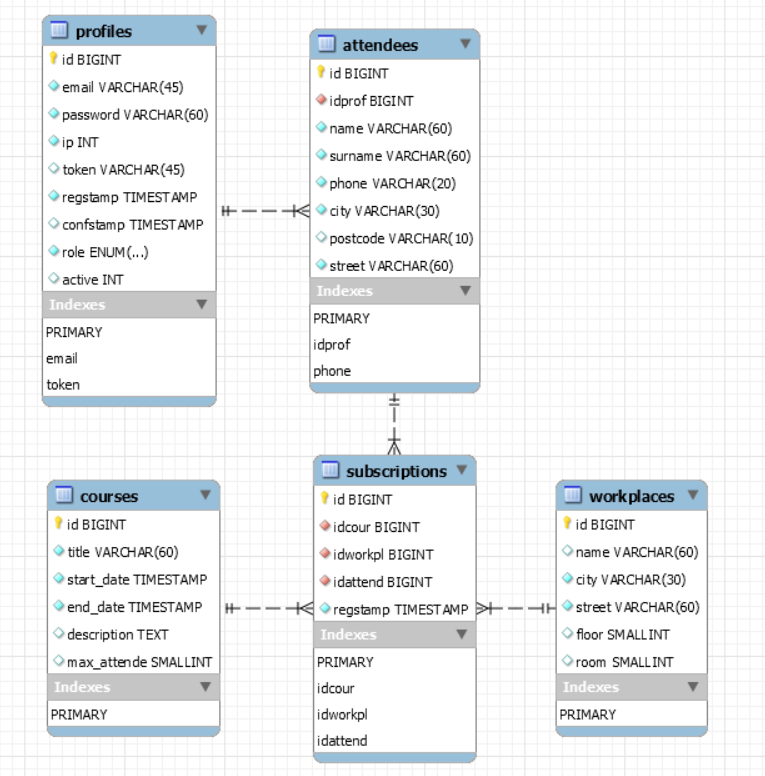 profiles
id BIGINT
email VARCHAR(45)
password VARCHAR(60)
ip INT
token VARCHAR(45)
regstamp TIMESTAMP
confstamp TIMESTAMP
role ENUM(...)
active INT
Indexes
PRIMARY
email
token
attendees
id BIGINT
idprof BIGINT
name VARCHAR(60)
surname VARCHAR(60)
phone VARCHAR(20)
city VARCHAR(30)
postcode VARCHAR(10)
street VARCHAR(60)
Indexes
PRIMARY
idprof
phone
courses
id BIGINT
title VARCHAR(60)
start_date TIMESTAMP
end_date TIMESTAMP
description TEXT
max_attende SMALLINT
Indexes
PRIMARY
subscriptions
id BIGINT
idcour BIGINT
idworkpl BIGINT
idattend BIGINT
regstamp TIMESTAMP
Indexes
PRIMARY
idcour
idworkpl
idattend
workplaces
id BIGINT
name VARCHAR(60)
city VARCHAR(30)
street VARCHAR(60)
floor SMALLINT
room SMALLINT
Indexes
PRIMARY